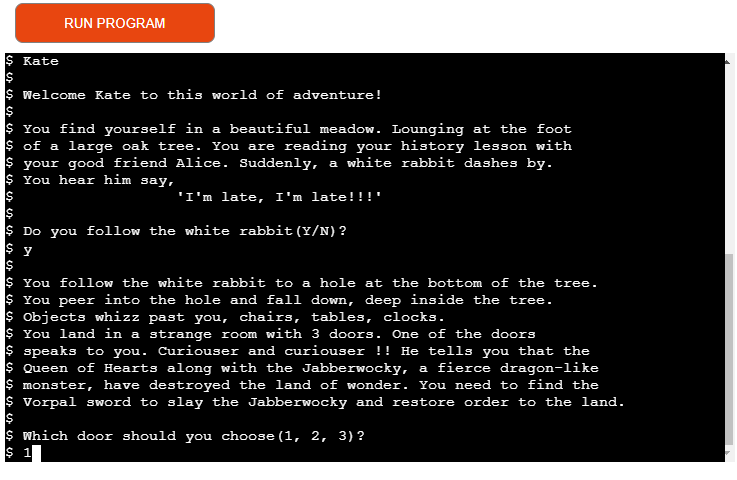 RUN PROGRAM
$ Kate
$
$ Welcome Kate to this world of adventure!
$
$ You find yourself in a beautiful meadow. Lounging at the foot
$ of a large oak tree. You are reading your history lesson with
$ your good friend Alice. Suddenly, a white rabbit dashes by.
$ You hear him say,
$                  'I'm late, I'm late!!!'
$
$ Do you follow the white rabbit(Y/N)?
$ y
$
$ You follow the white rabbit to a hole at the bottom of the tree.
$ You peer into the hole and fall down, deep inside the tree.
$ Objects whizz past you, chairs, tables, clocks.
$ You land in a strange room with 3 doors. One of the doors
$ speaks to you. Curiouser and curiouser !! He tells you that the
$ Queen of Hearts along with the Jabberwocky, a fierce dragon-like
$ monster, have destroyed the land of wonder. You need to find the
$ Vorpal sword to slay the Jabberwocky and restore order to the land.
$
$ Which door should you choose(1, 2, 3)?
$ 1